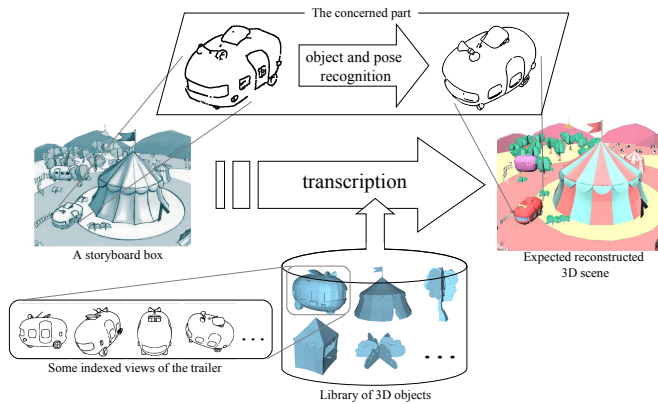 The concerned part
object and pose
recognition
transcription
A storyboard box
Expected reconstructed
3D scene
Some indexed views of the trailer
Library of 3D objects